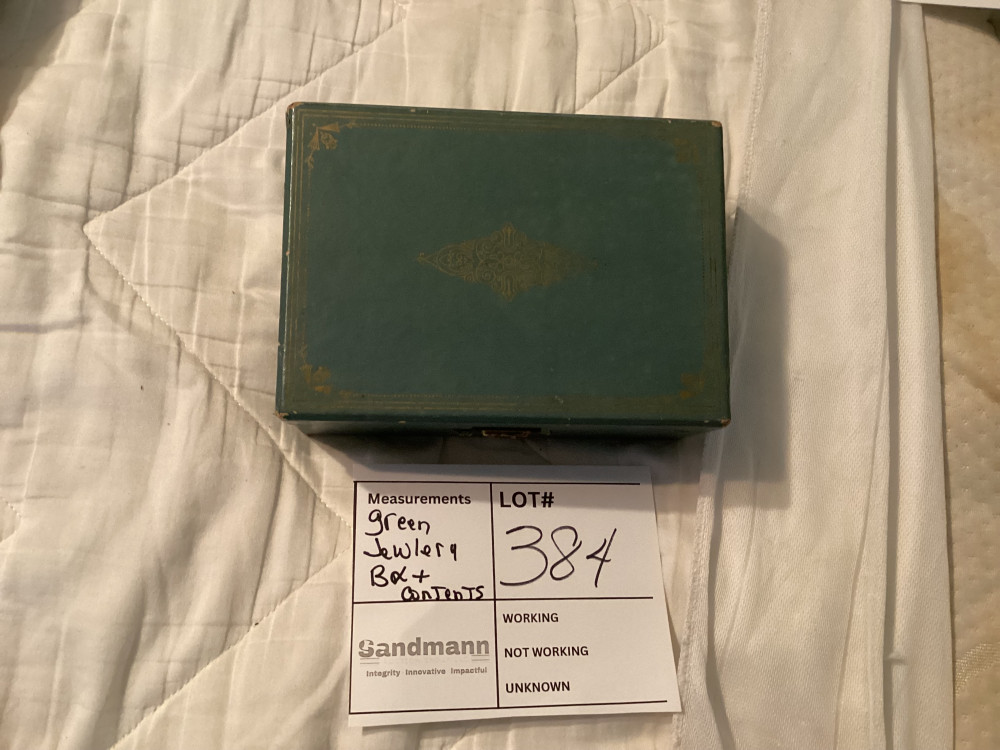 Measurements
green
Jewlery
Box +
contents
LOT#
384
Sandmann
Integrity Innovative Impactful
WORKING
NOT WORKING
UNKNOWN